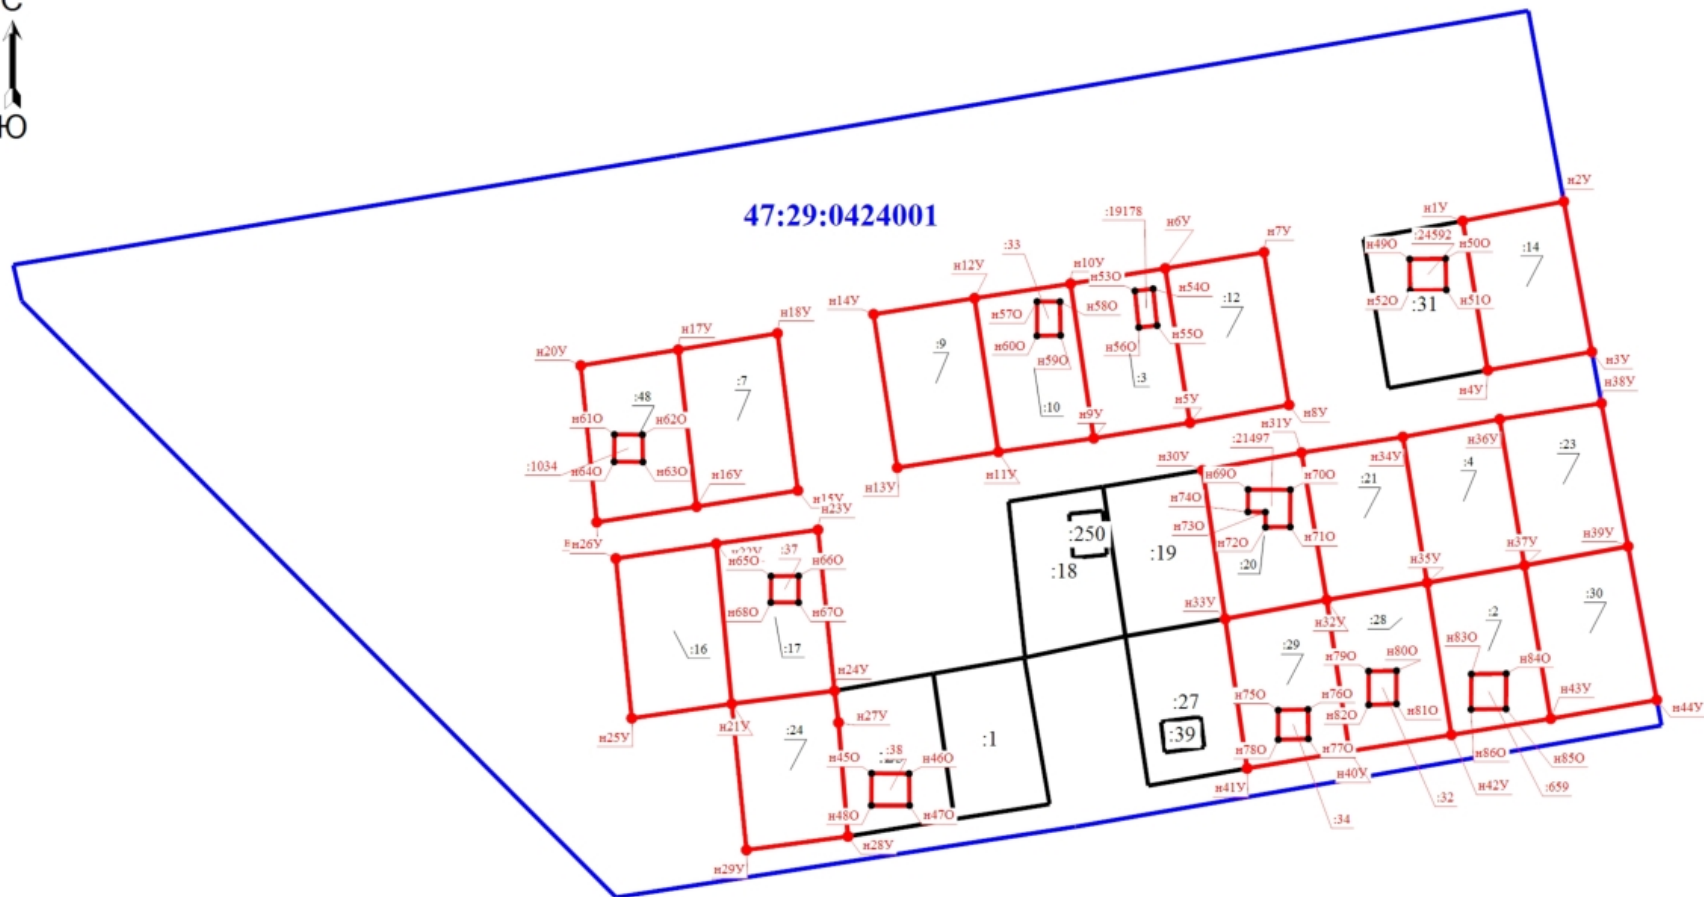 С
Ю
47:29:0424001
н2У
:19178
н6У
н1У
:24592
н7У
:33
н10У
н49О
н50О
:14
н12У
н53О
н54О
н14У
н57О
н58О
:12
н52О
н51О
:31
н18У
н17У
н55О
н60О
н56О
:9
н59О
н20У
н3У
:7
:3
н4У
н38У
:48
:10
н5У
н9У
н8У
н61О
н62О
н31У
:21497
н36У
:23
:1034
н64О
н63О
н16У
н11У
н30У
н34У
:4
н13У
н69О
н70О
:21
н15У
н74О
н23У
н73О
:250
н72О
н71О
н39У
н26У
н22У
:37
н37У
н65О
н66О
:19
н35У
:18
:20
н33У
:30
н68О
н67О
:2
:28
н32У
:16
:17
:29
н83О
н79О
н80О
н84О
н24У
н75О
н76О
н43У
:27
н82О
н81О
н44У
н27У
н21У
н25У
:24
:1
:39
:38
н45О
н46О
н78О
н77О
н86О
н85О
н40У
н41У
н42У
:659
:32
н48О
н47О
:34
н28У
н29У